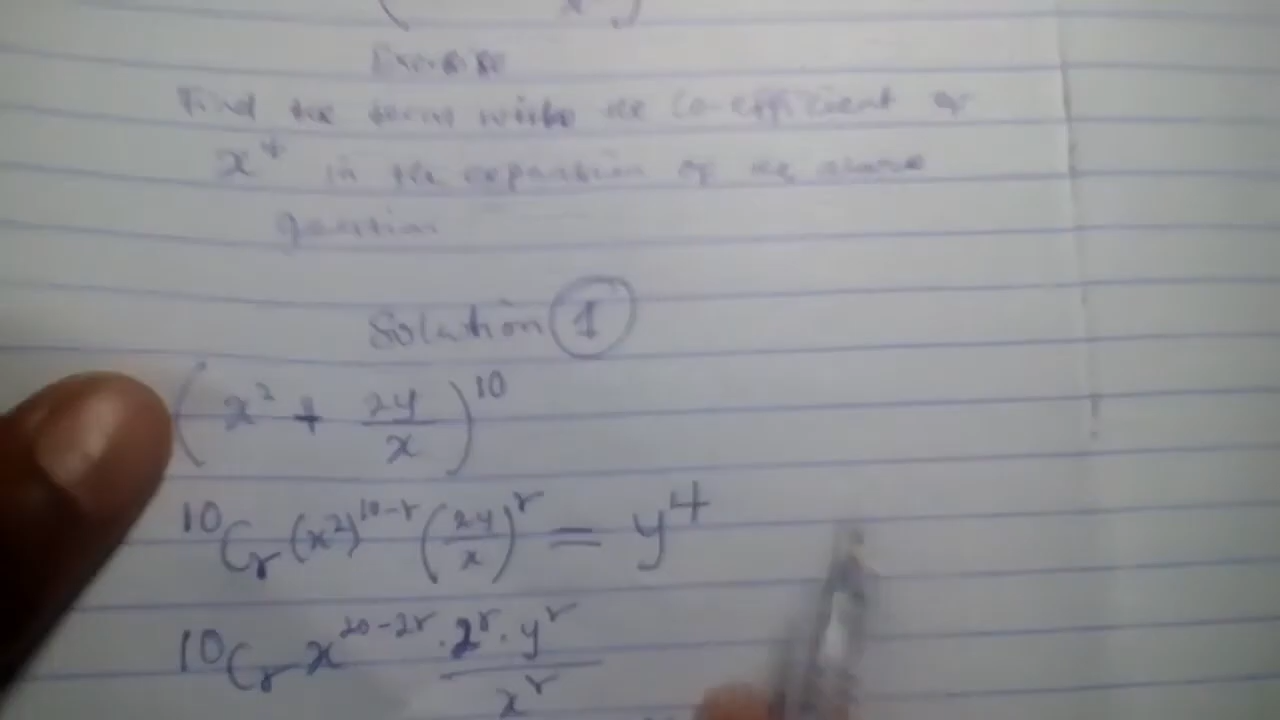 Exercise
Find the term with the Co-efficient of
x⁴ in the expansion of the above
question
Solution ①
(x² + 2y/x)¹⁰
¹⁰Cᵣ (x²)¹⁰⁻ʳ (2y/x)ʳ = y⁴
¹⁰Cᵣ x²⁰⁻²ʳ · 2ʳ · yʳ / xʳ